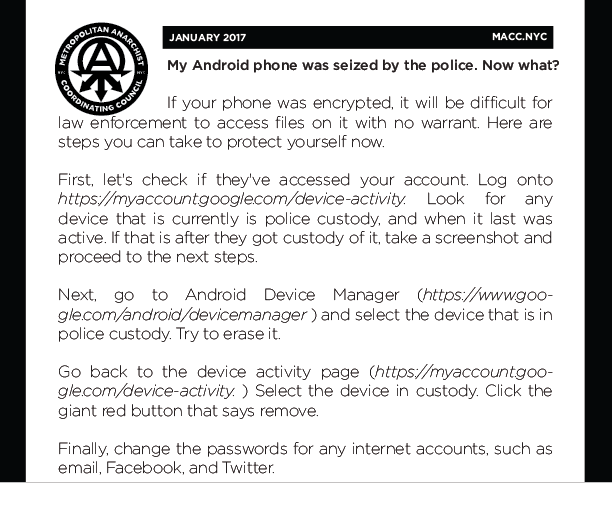 METROPOLITAN ANARCHIST
NYC NYC
COORDINATING COUNCIL
JANUARY 2017 MACC.NYC
My Android phone was seized by the police. Now what?
If your phone was encrypted, it will be difficult for
law enforcement to access files on it with no warrant. Here are
steps you can take to protect yourself now.
First, let's check if they've accessed your account. Log onto
https://myaccount.google.com/device-activity. Look for any
device that is currently is police custody, and when it last was
active. If that is after they got custody of it, take a screenshot and
proceed to the next steps.
Next, go to Android Device Manager (https://www.goo-
gle.com/android/devicemanager ) and select the device that is in
police custody. Try to erase it.
Go back to the device activity page (https://myaccount.goo-
gle.com/device-activity. ) Select the device in custody. Click the
giant red button that says remove.
Finally, change the passwords for any internet accounts, such as
email, Facebook, and Twitter.